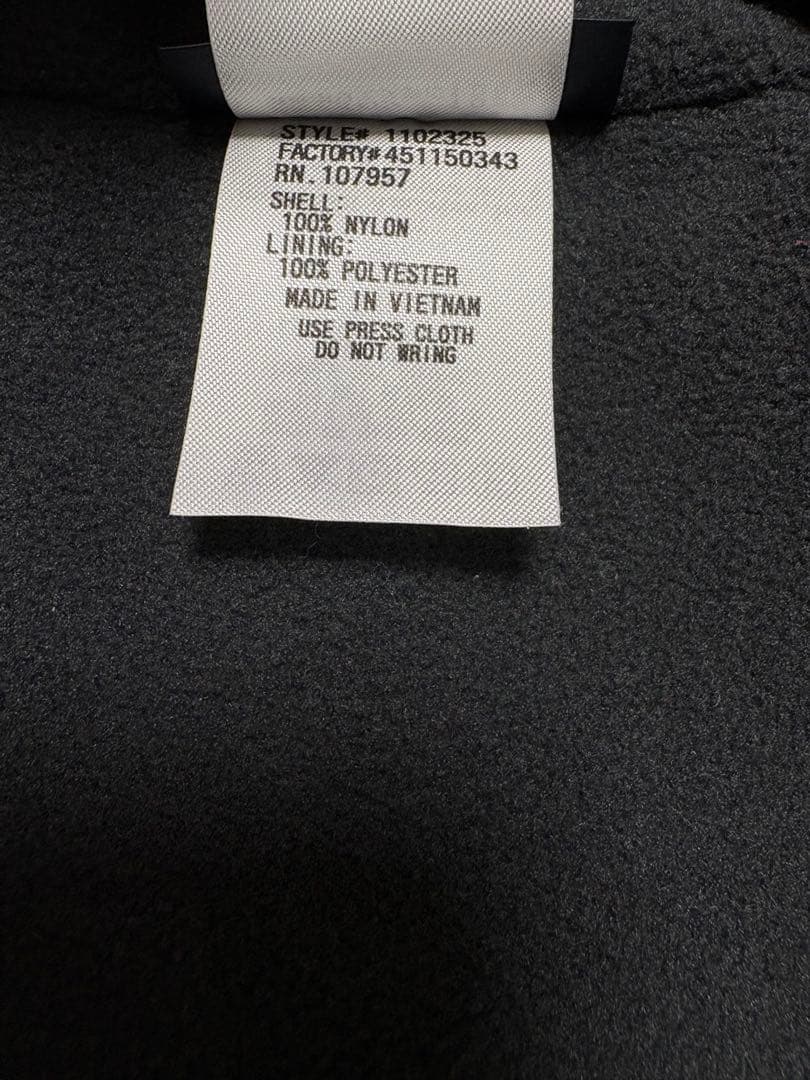 STYLE# 1102325
FACTORY# 451150343
RN. 107957
SHELL:
100% NYLON
LINING:
100% POLYESTER
MADE IN VIETNAM
USE PRESS CLOTH
DO NOT WRING